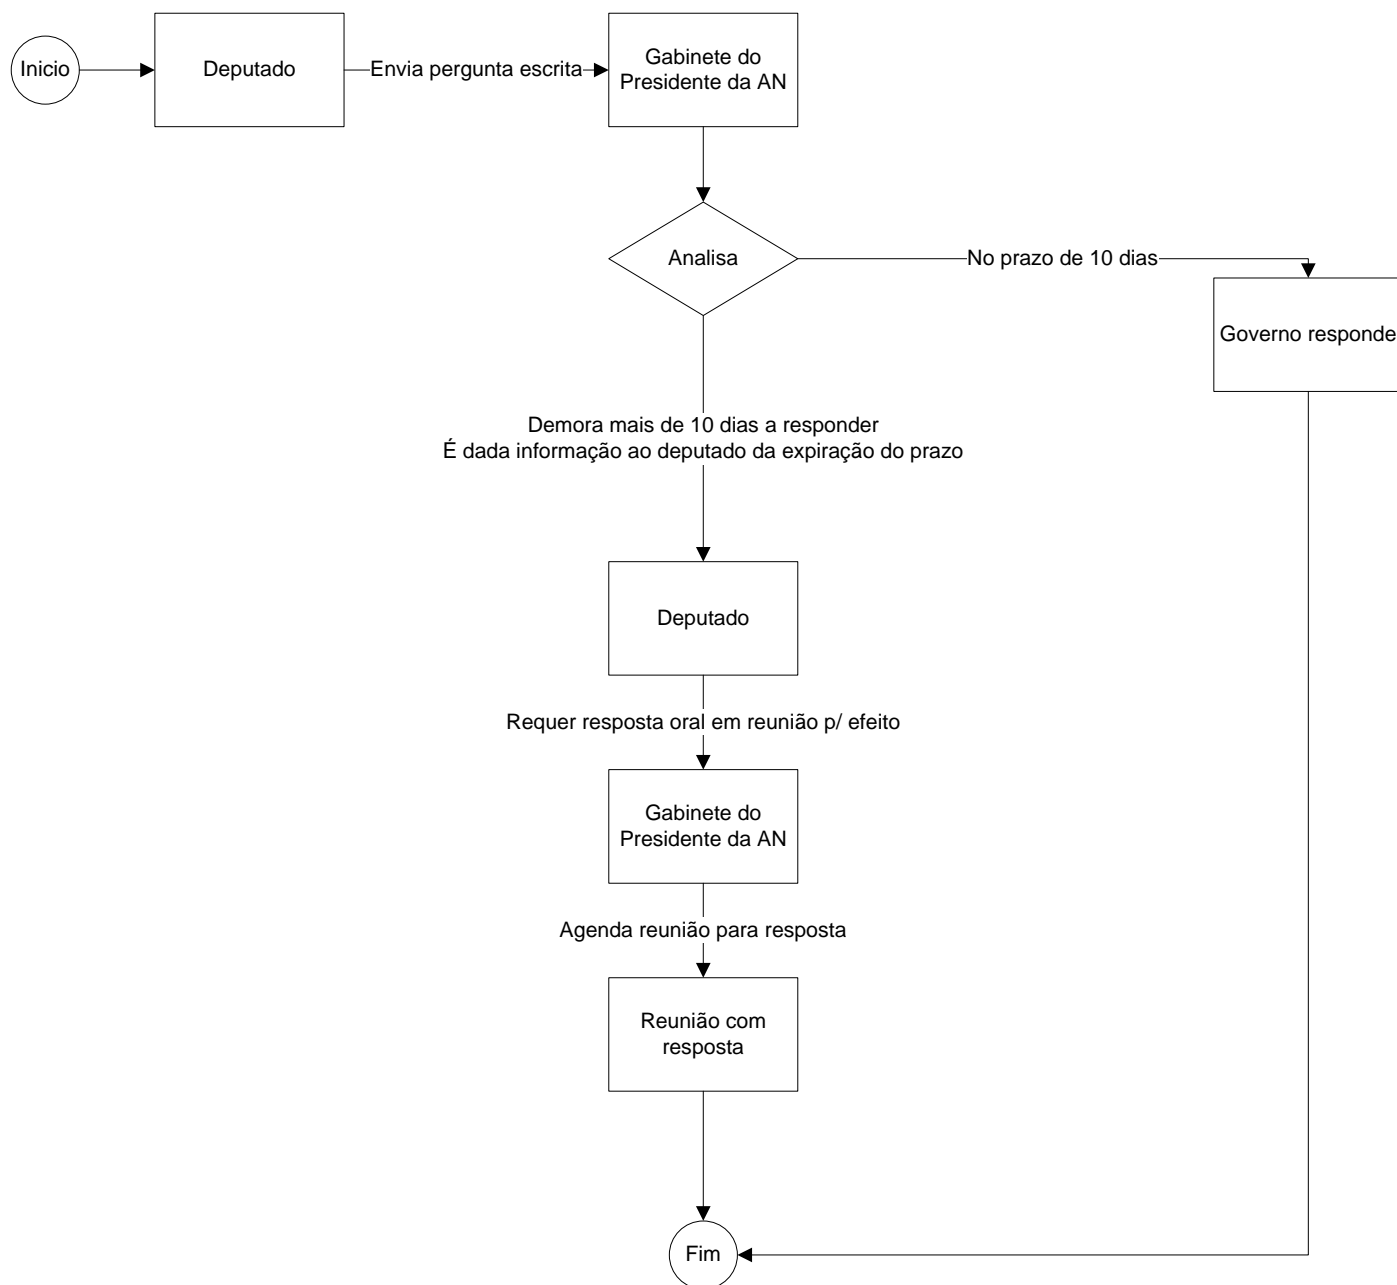 Inicio
Deputado
Envia pergunta escrita
Gabinete do
Presidente da AN
Analisa
No prazo de 10 dias
Governo responde
Demora mais de 10 dias a responder
É dada informação ao deputado da expiração do prazo
Deputado
Requer resposta oral em reunião p/ efeito
Gabinete do
Presidente da AN
Agenda reunião para resposta
Reunião com
resposta
Fim